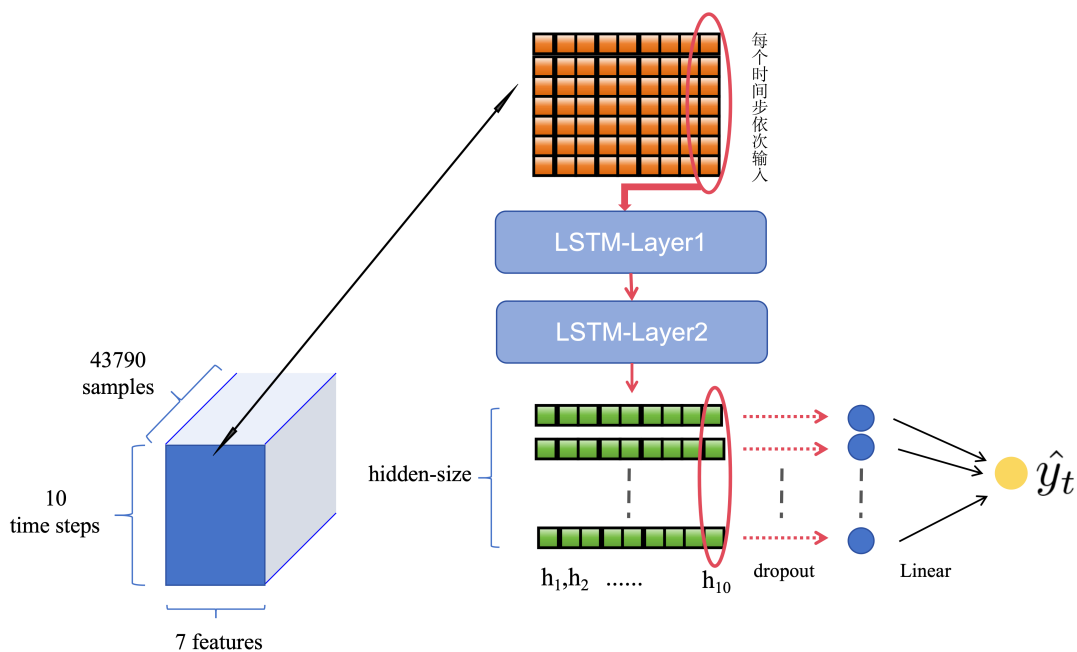 每个时间步依次输入
LSTM-Layer1
LSTM-Layer2
43790
samples
10
time steps
7 features
hidden-size
h₁,h₂ ...... h₁₀
dropout
Linear
ŷₜ